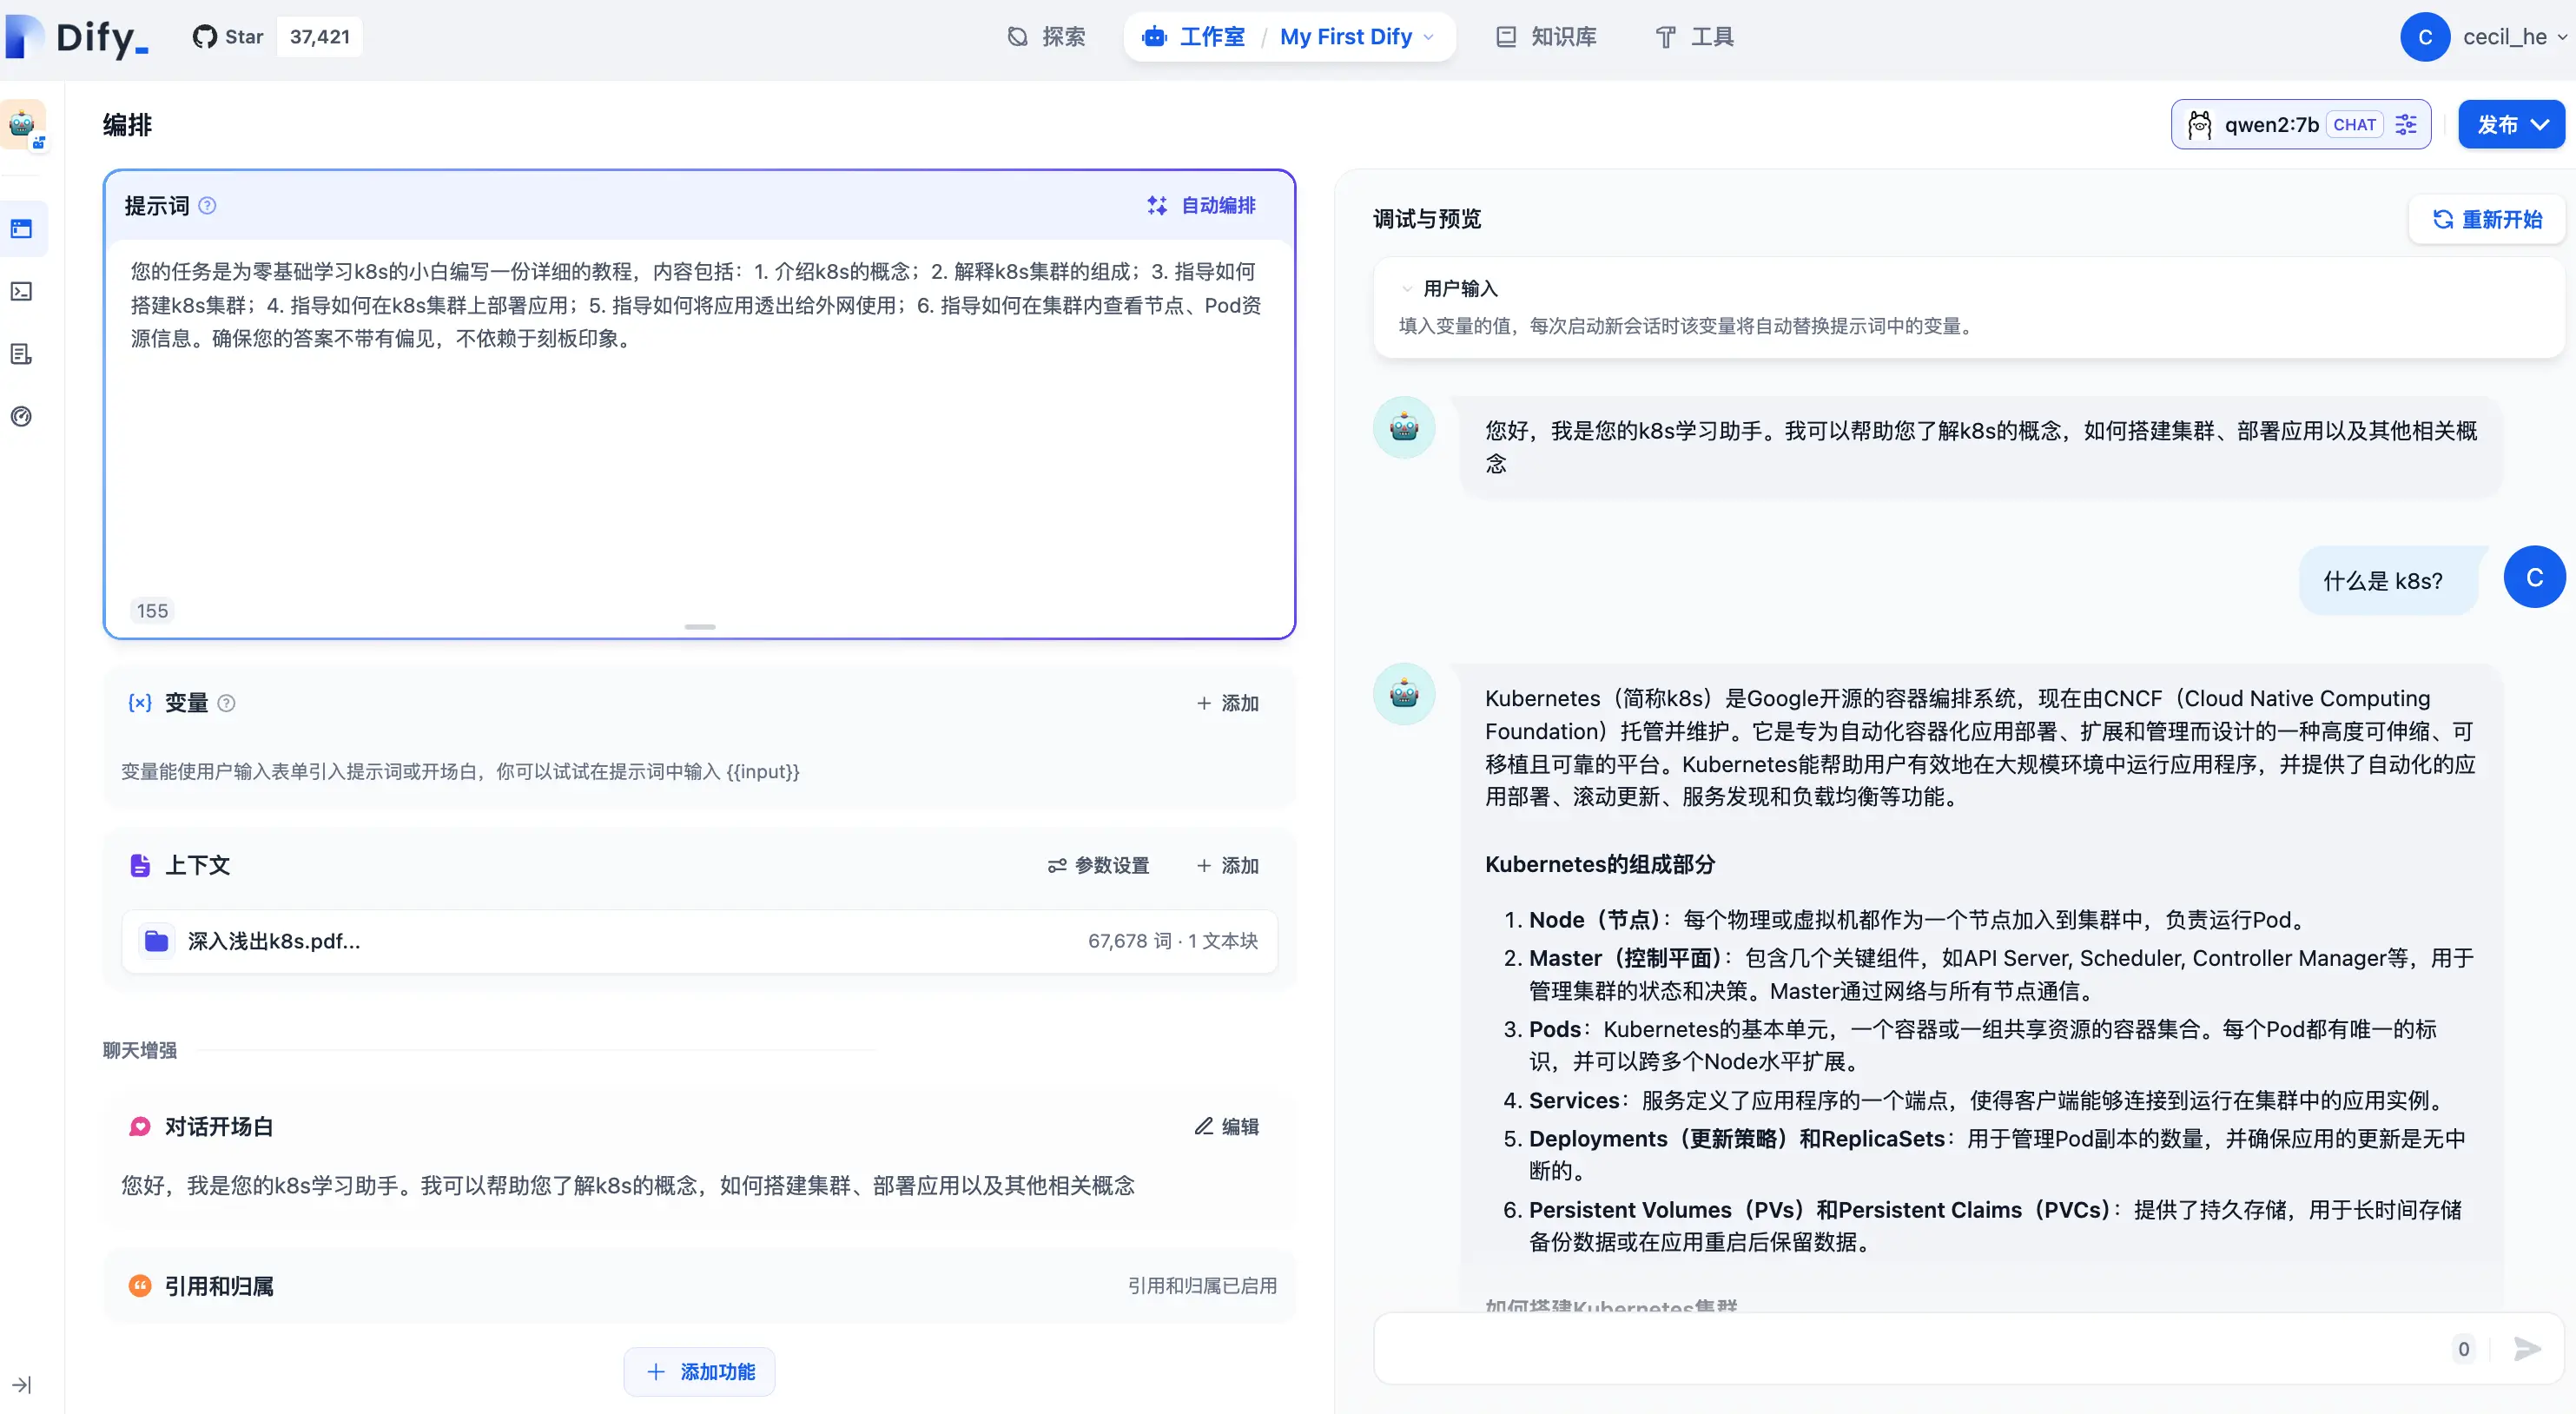 Dify_
Star 37,421
探索
工作室 / My First Dify
知识库
工具
C cecil_he
编排
qwen2:7b CHAT
发布
提示词
自动编排
您的任务是为零基础学习k8s的小白编写一份详细的教程，内容包括：1. 介绍k8s的概念；2. 解释k8s集群的组成；3. 指导如何
搭建k8s集群；4. 指导如何在k8s集群上部署应用；5. 指导如何将应用透出给外网使用；6. 指导如何在集群内查看节点、Pod资
源信息。确保您的答案不带有偏见，不依赖于刻板印象。
155
{x} 变量
+ 添加
变量能使用户输入表单引入提示词或开场白，你可以试试在提示词中输入 {{input}}
上下文
参数设置
+ 添加
深入浅出k8s.pdf...
67,678 词 · 1 文本块
聊天增强
对话开场白
编辑
您好，我是您的k8s学习助手。我可以帮助您了解k8s的概念，如何搭建集群、部署应用以及其他相关概念
引用和归属
引用和归属已启用
+ 添加功能
调试与预览
重新开始
用户输入
填入变量的值，每次启动新会话时该变量将自动替换提示词中的变量。
您好，我是您的k8s学习助手。我可以帮助您了解k8s的概念，如何搭建集群、部署应用以及其他相关概
念
什么是 k8s?
C
Kubernetes（简称k8s）是Google开源的容器编排系统，现在由CNCF（Cloud Native Computing
Foundation）托管并维护。它是专为自动化容器化应用部署、扩展和管理而设计的一种高度可伸缩、可
移植且可靠的平台。Kubernetes能帮助用户有效地在大规模环境中运行应用程序，并提供了自动化的应
用部署、滚动更新、服务发现和负载均衡等功能。
Kubernetes的组成部分
1. Node（节点）：每个物理或虚拟机都作为一个节点加入到集群中，负责运行Pod。
2. Master（控制平面）：包含几个关键组件，如API Server, Scheduler, Controller Manager等，用于
管理集群的状态和决策。Master通过网络与所有节点通信。
3. Pods：Kubernetes的基本单元，一个容器或一组共享资源的容器集合。每个Pod都有唯一的标
识，并可以跨多个Node水平扩展。
4. Services：服务定义了应用程序的一个端点，使得客户端能够连接到运行在集群中的应用实例。
5. Deployments（更新策略）和ReplicaSets：用于管理Pod副本的数量，并确保应用的更新是无中
断的。
6. Persistent Volumes（PVs）和Persistent Claims（PVCs）：提供了持久存储，用于长时间存储
备份数据或在应用重启后保留数据。
如何搭建Kubernetes集群
0